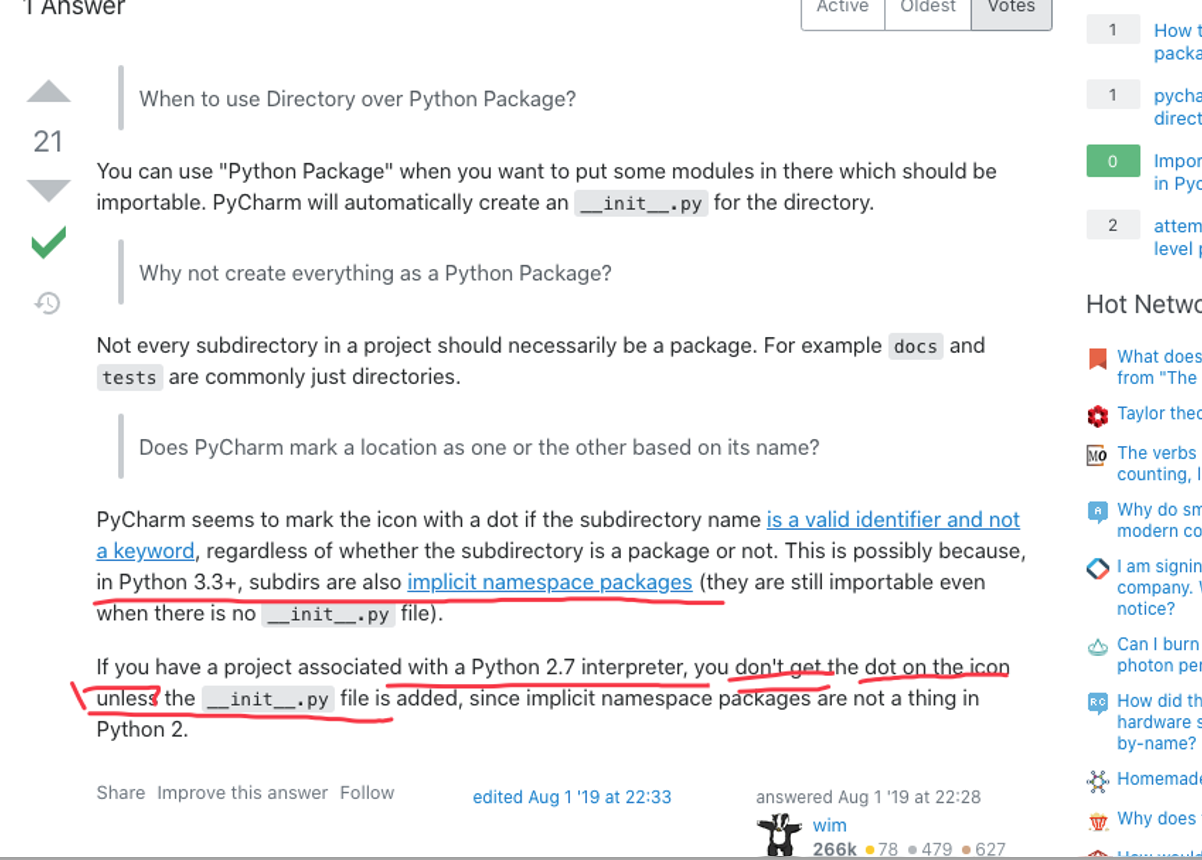 1 Answer
Active Oldest Votes
When to use Directory over Python Package?
21
You can use "Python Package" when you want to put some modules in there which should be
importable. PyCharm will automatically create an __init__.py for the directory.
Why not create everything as a Python Package?
Not every subdirectory in a project should necessarily be a package. For example docs and
tests are commonly just directories.
Does PyCharm mark a location as one or the other based on its name?
PyCharm seems to mark the icon with a dot if the subdirectory name is a valid identifier and not
a keyword, regardless of whether the subdirectory is a package or not. This is possibly because,
in Python 3.3+, subdirs are also implicit namespace packages (they are still importable even
when there is no __init__.py file).
If you have a project associated with a Python 2.7 interpreter, you don't get the dot on the icon
unless the __init__.py file is added, since implicit namespace packages are not a thing in
Python 2.
Share Improve this answer Follow
edited Aug 1 '19 at 22:33
answered Aug 1 '19 at 22:28
wim
266k 78 479 627
1 How t
packa
1 pycha
direct
0 Impor
in Pyc
2 attem
level p
Hot Netwo
What does
from "The
Taylor theo
MO The verbs
counting, I
A Why do sm
modern co
I am signin
company. W
notice?
Can I burn
photon per
RC How did th
hardware s
by-name?
Homemade
Why does